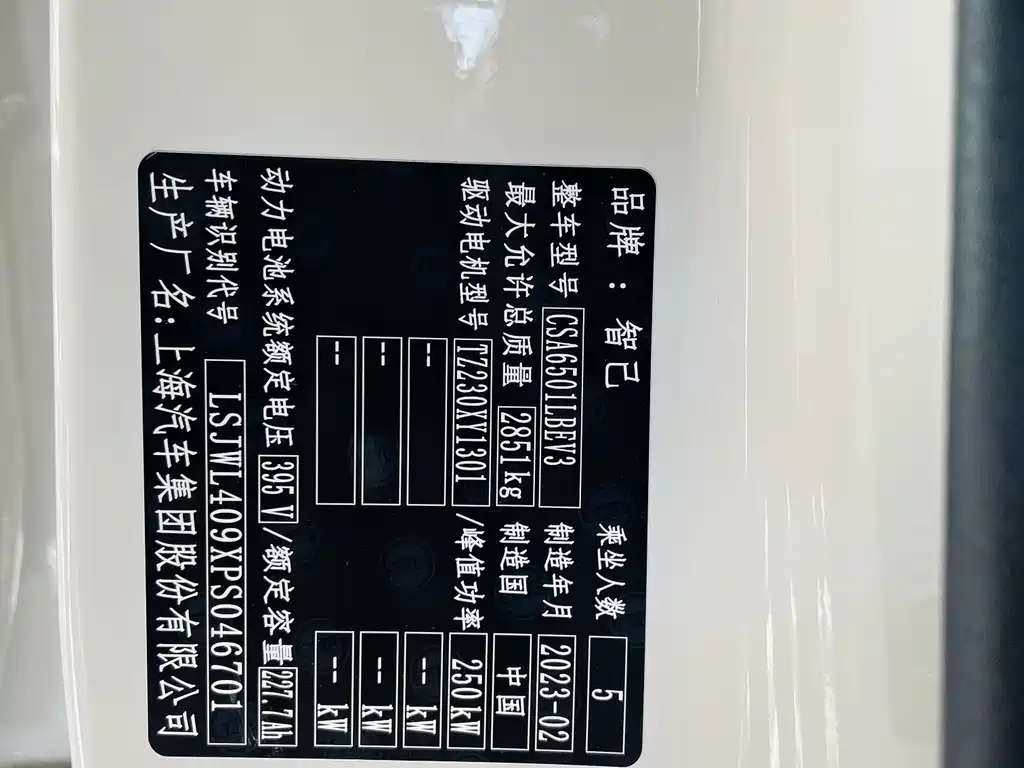 品牌：智己 乘坐人数 5
整车型号 CSA6501LBEV3 制造年月 2023-02
最大允许总质量 2851kg 制造国 中国
驱动电机型号 TZ230XY1301 /峰值功率 250kW
-- -- kW
-- -- kW
-- -- kW
动力电池系统额定电压 395V/额定容量 227.7Ah
车辆识别代号 LSJWL409XPS046701
生产厂名:上海汽车集团股份有限公司